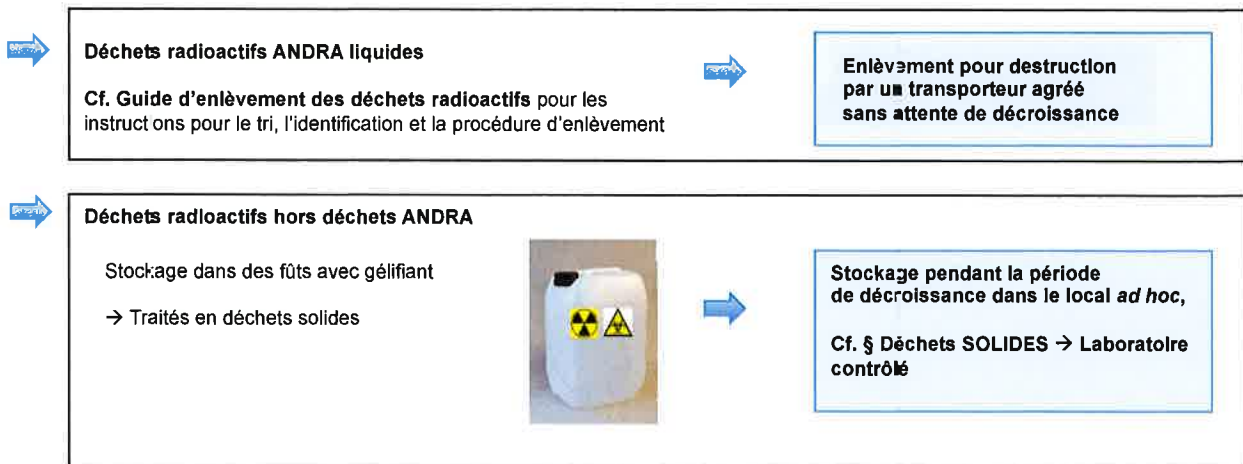 Déchets radioactifs ANDRA liquides
Cf. Guide d'enlèvement des déchets radioactifs pour les
instructions pour le tri, l'identification et la procédure d'enlèvement
Enlèvement pour destruction
par un transporteur agréé
sans attente de décroissance
Déchets radioactifs hors déchets ANDRA
Stockage dans des fûts avec gélifiant
→ Traités en déchets solides
Stockage pendant la période
de décroissance dans le local ad hoc,
Cf. § Déchets SOLIDES → Laboratoire
contrôlé